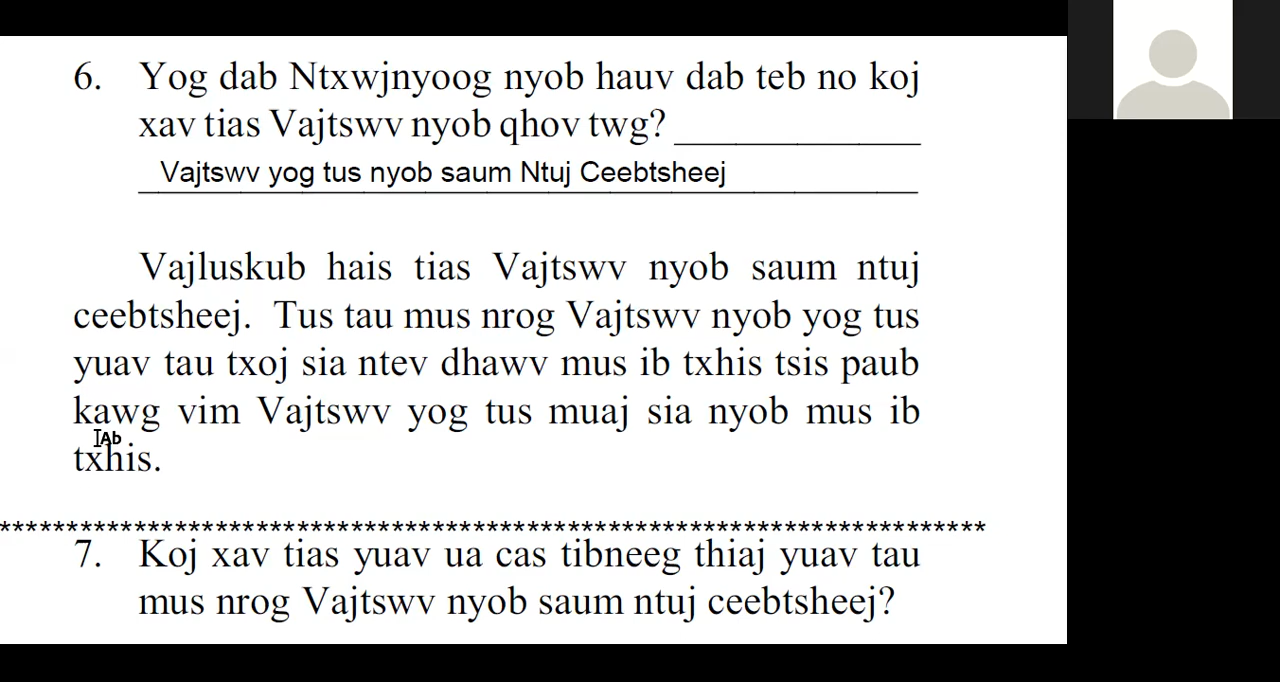 6. Yog dab Ntxwjnyoog nyob hauv dab teb no koj
xav tias Vajtswv nyob qhov twg? ____________
Vajtswv yog tus nyob saum Ntuj Ceebtsheej
Vajluskub hais tias Vajtswv nyob saum ntuj
ceebtsheej. Tus tau mus nrog Vajtswv nyob yog tus
yuav tau txoj sia ntev dhawv mus ib txhis tsis paub
kawg vim Vajtswv yog tus muaj sia nyob mus ib
Ab
txhis.
**************************************************************************
7. Koj xav tias yuav ua cas tibneeg thiaj yuav tau
mus nrog Vajtswv nyob saum ntuj ceebtsheej?